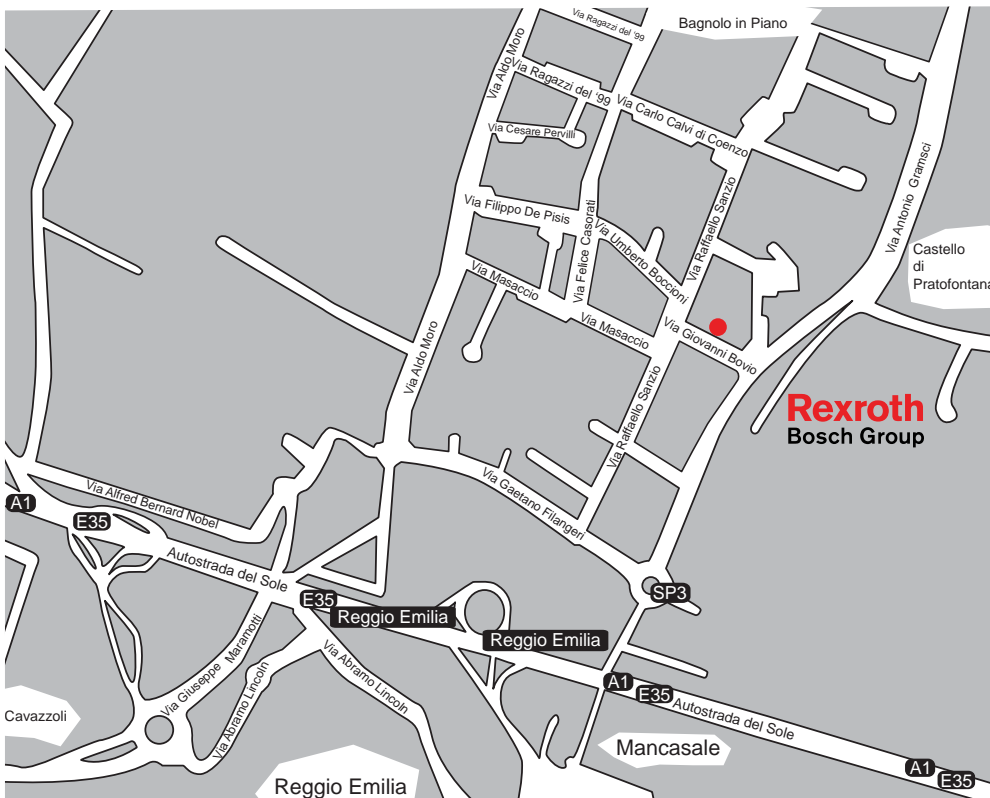 Via Ragazzi del '99
Bagnolo in Piano
Via Aldo Moro
Via Ragazzi del '99
Via Carlo Calvi di Coenzo
Via Cesare Pervilli
Via Antonio Gramsci
Via Raffaello Sanzio
Via Filippo De Pisis
Via Felice Casorati
Via Umberto Boccioni
Castello
di
Pratofontana
Via Masaccio
Via Masaccio
Via Giovanni Bovio
Via Aldo Moro
Rexroth
Bosch Group
Via Raffaello Sanzio
Via Gaetano Filangeri
Via Alfred Bernard Nobel
A1
E35
Autostrada del Sole
E35
Reggio Emilia
SP3
Reggio Emilia
Via Giuseppe Maramotti
Via Abramo Lincoln
Via Abramo Lincoln
A1
E35
Autostrada del Sole
Cavazzoli
Mancasale
A1
E35
Reggio Emilia